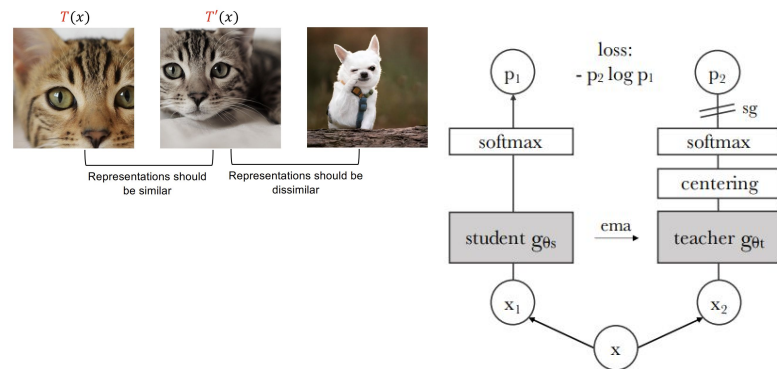 T(x)
T′(x)
Representations should
be similar
Representations should be
dissimilar
p₁
loss:
- p₂ log p₁
p₂
sg
softmax
softmax
centering
student gθs
ema
teacher gθt
x₁
x₂
x